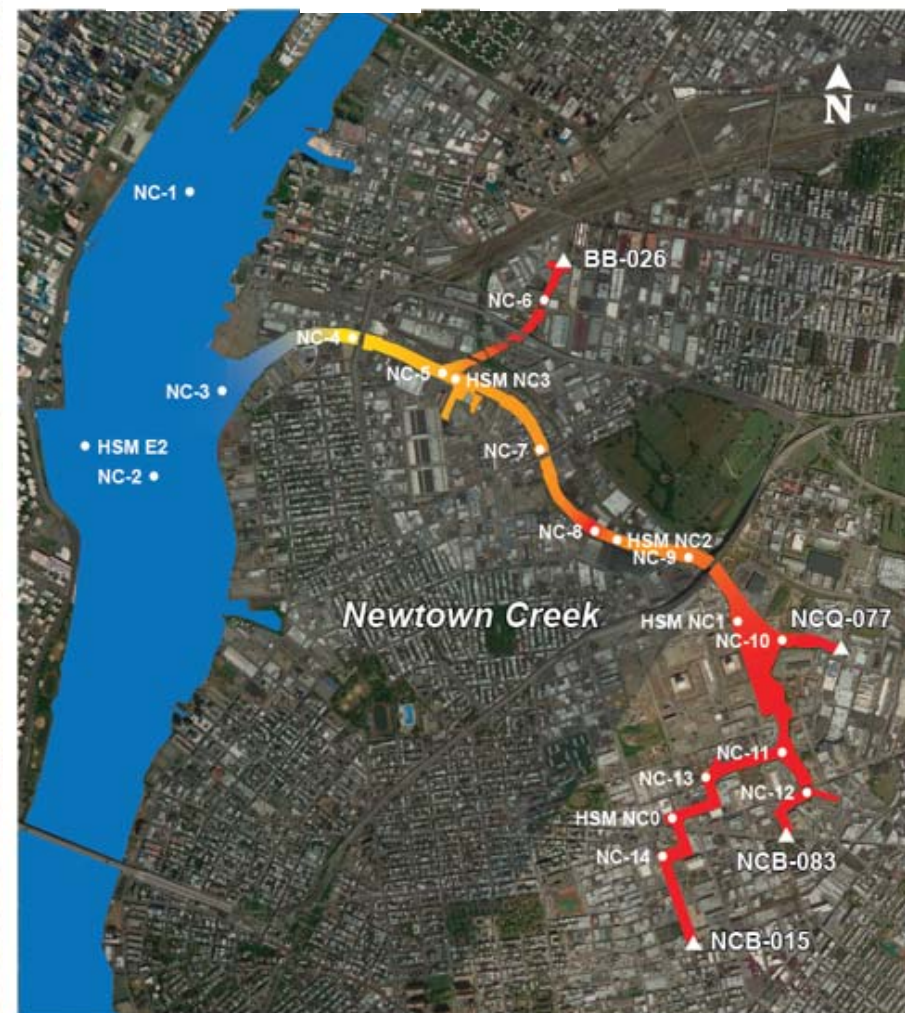 N
NC-1
BB-026
NC-6
NC-4
NC-5
HSM NC3
NC-3
HSM E2
NC-7
NC-2
NC-8
HSM NC2
NC-9
Newtown Creek
HSM NC1
NCQ-077
NC-10
NC-11
NC-13
NC-12
HSM NC0
NC-14
NCB-083
NCB-015